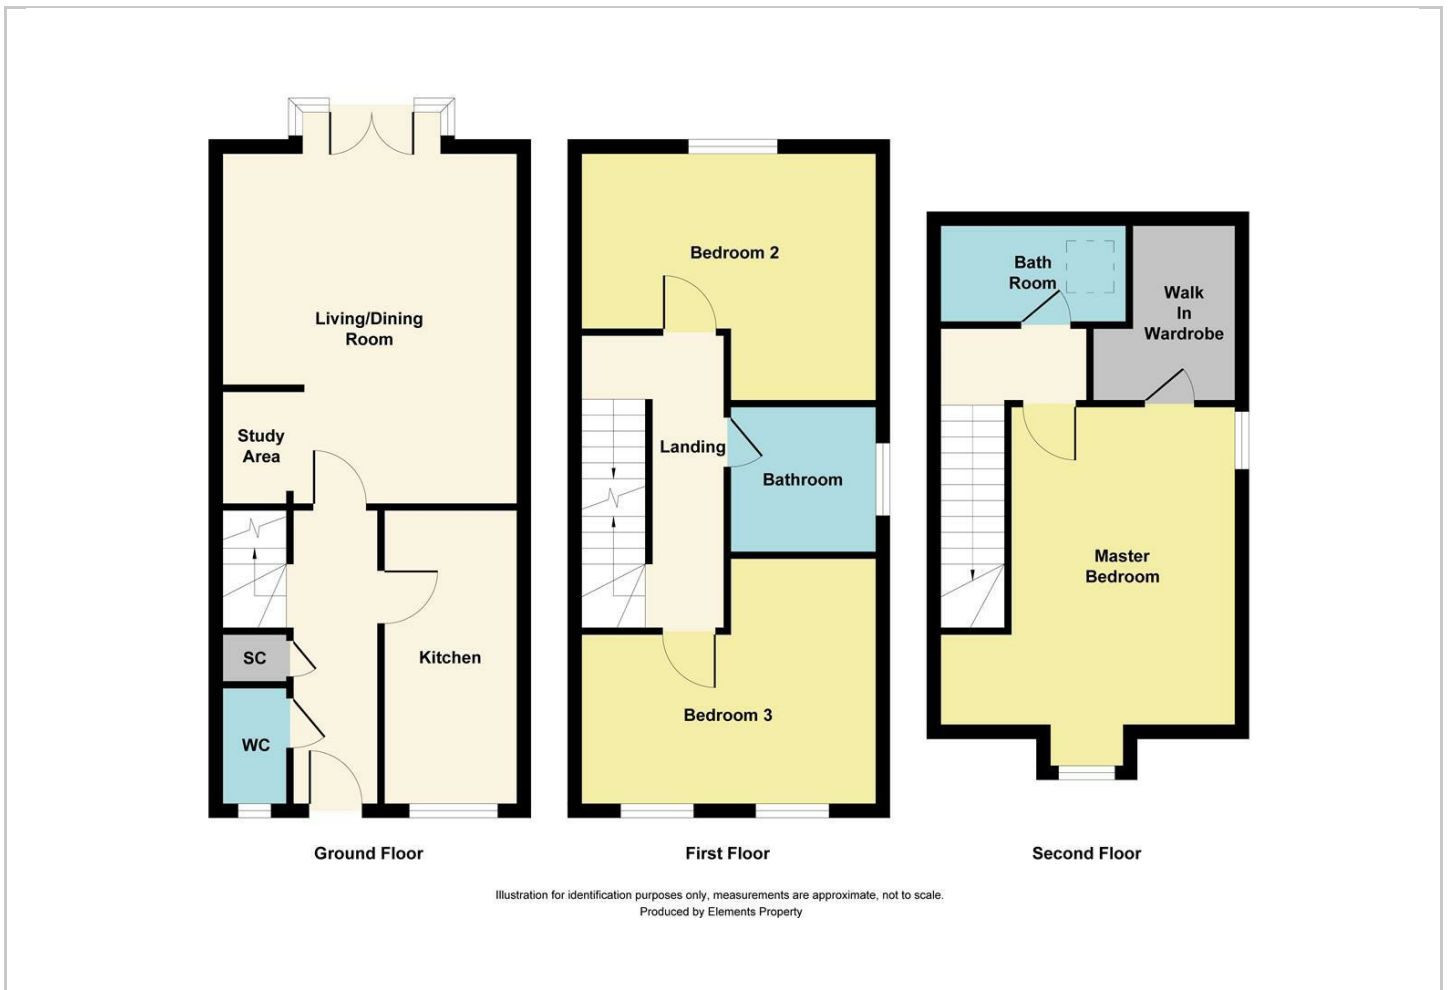 Living/Dining
Room
Study
Area
SC
WC
Kitchen
Ground Floor
Bedroom 2
Landing
Bathroom
Bedroom 3
First Floor
Bath
Room
Walk
In
Wardrobe
Master
Bedroom
Second Floor
Illustration for identification purposes only, measurements are approximate, not to scale.
Produced by Elements Property